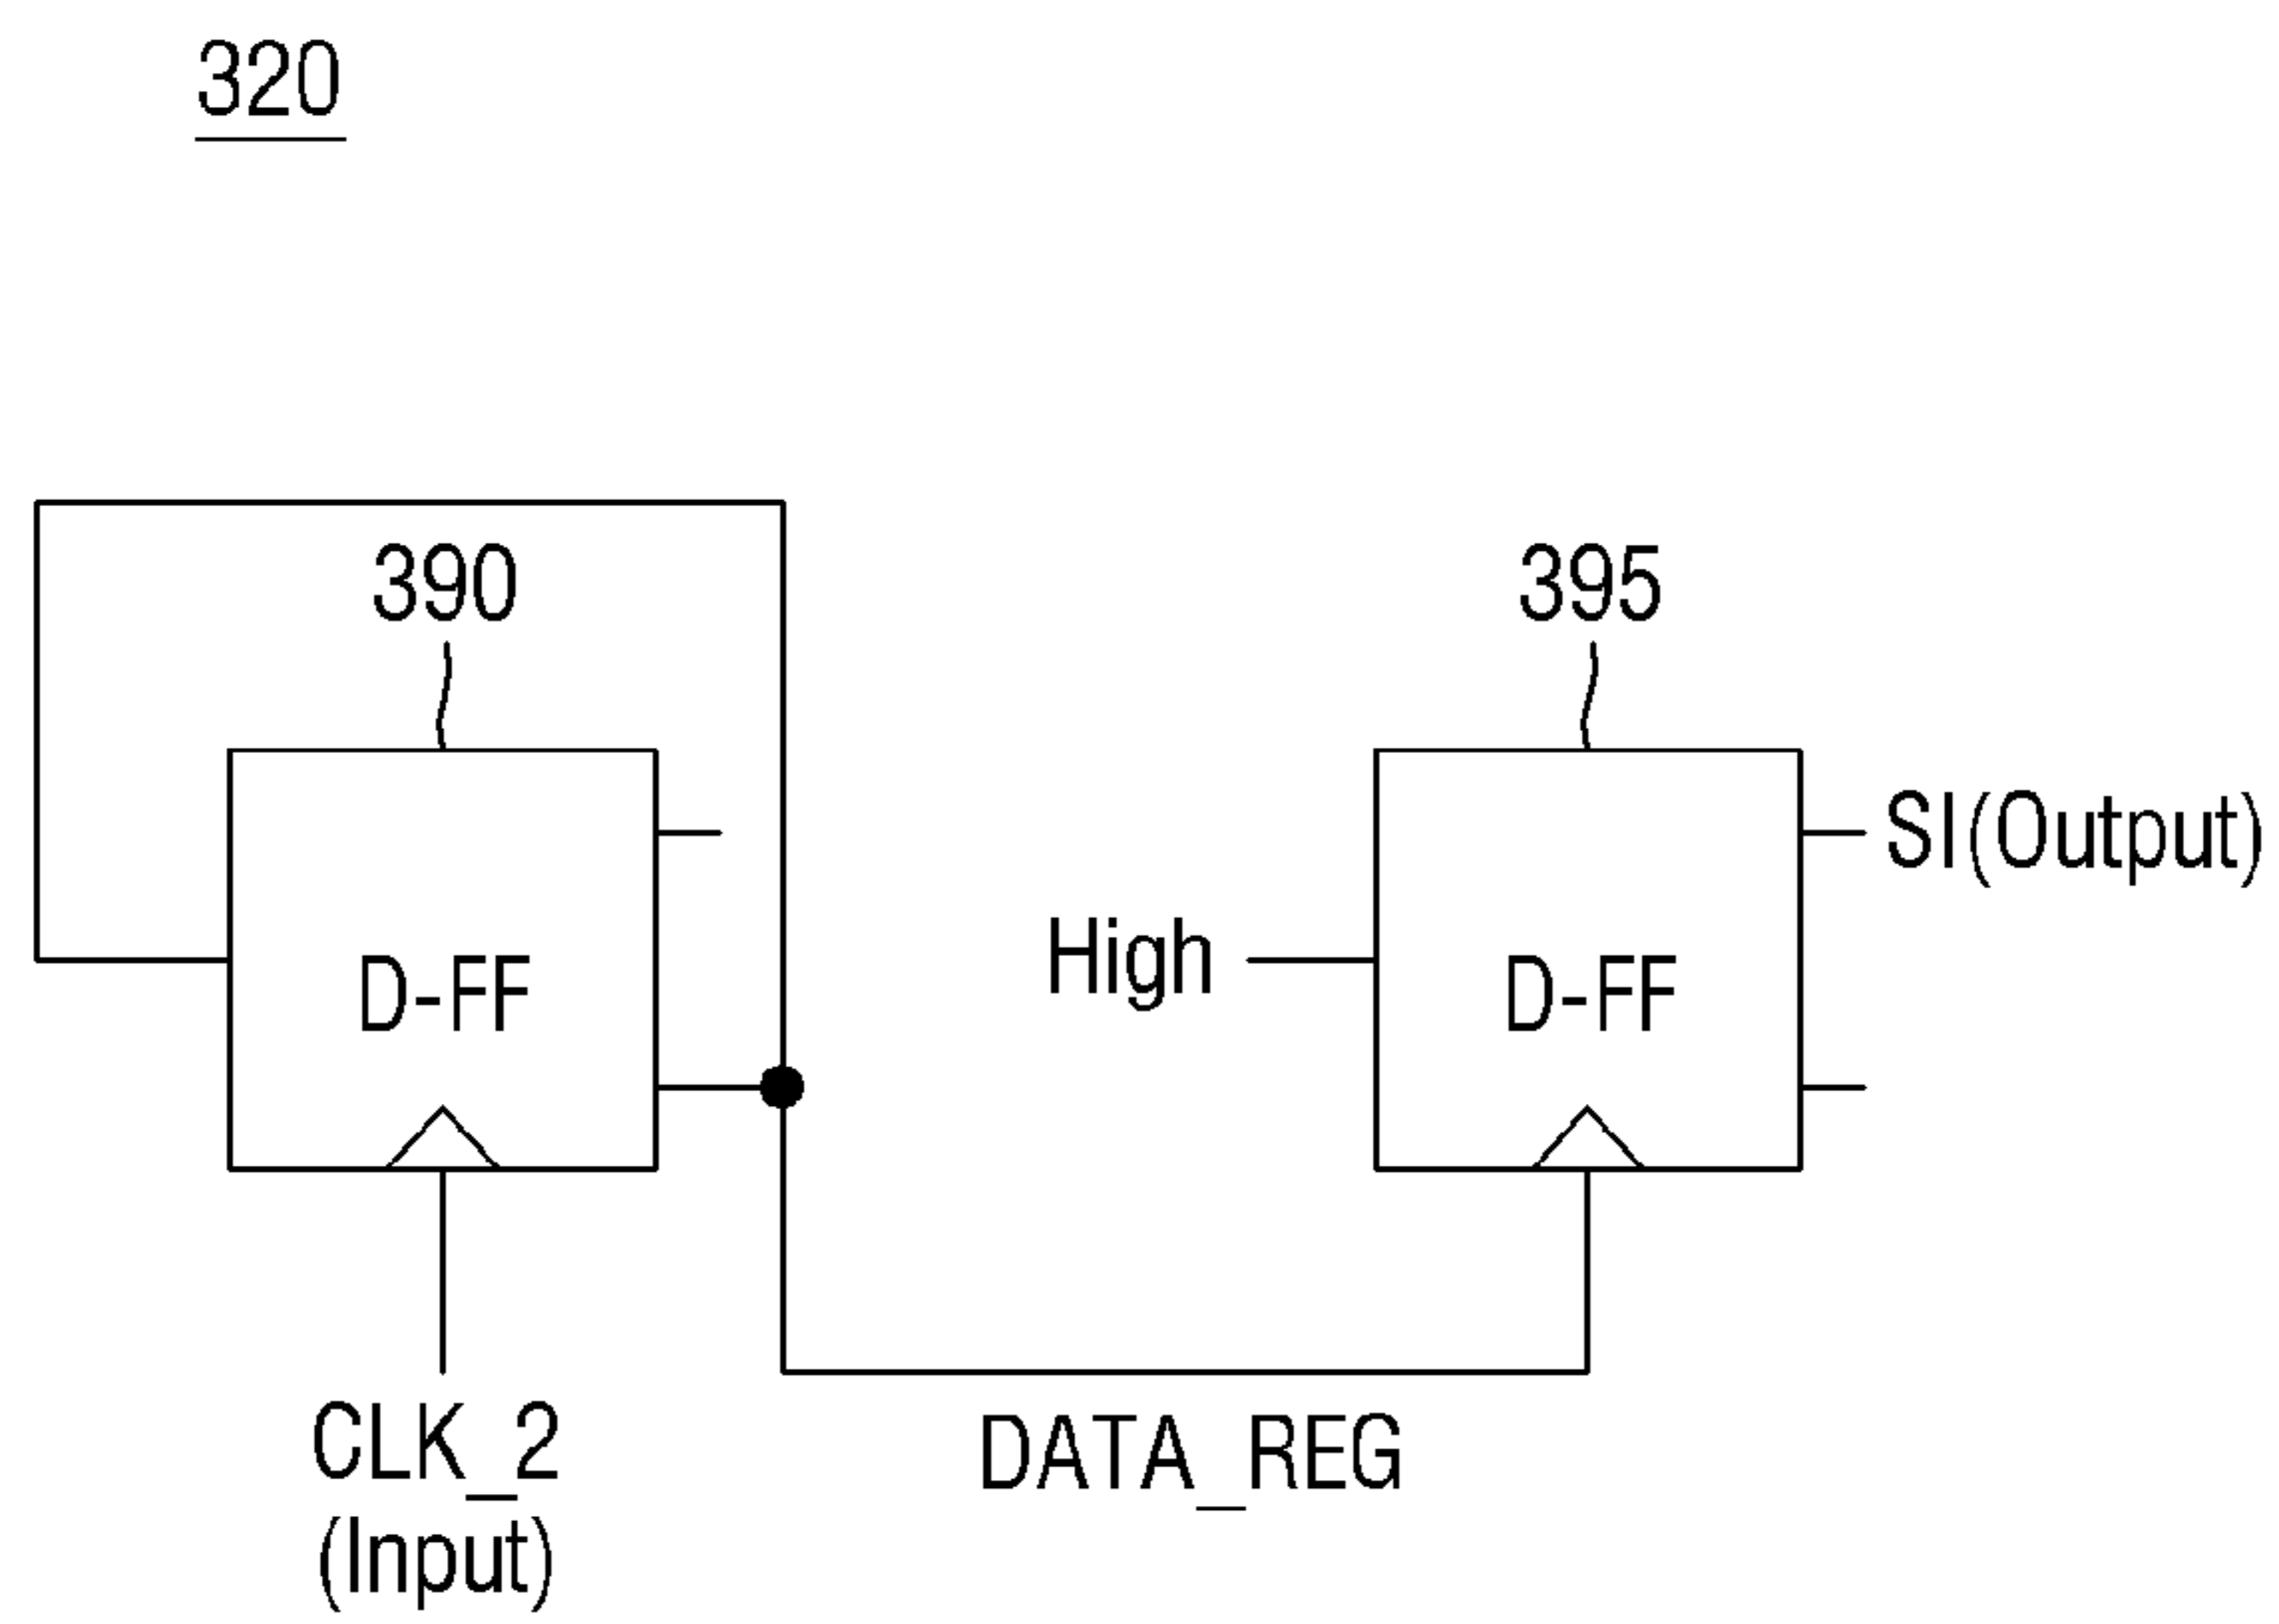 320
390
395
SI(Output)
High
D-FF
D-FF
CLK_2
(Input)
DATA_REG